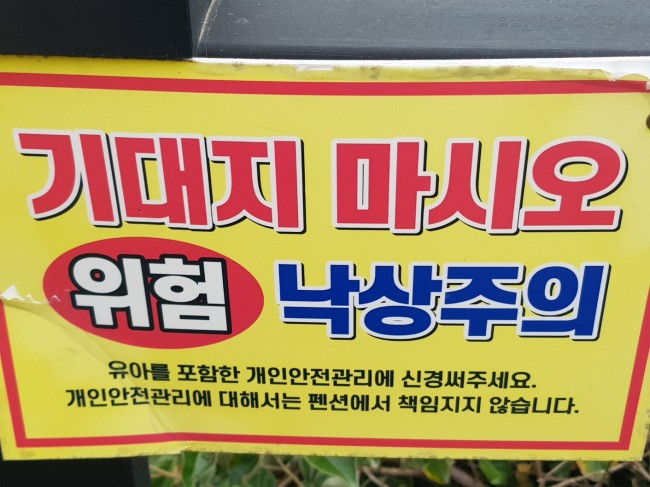 기대지 마시오
위험 낙상주의
유아를 포함한 개인안전관리에 신경써주세요.
개인안전관리에 대해서는 펜션에서 책임지지 않습니다.